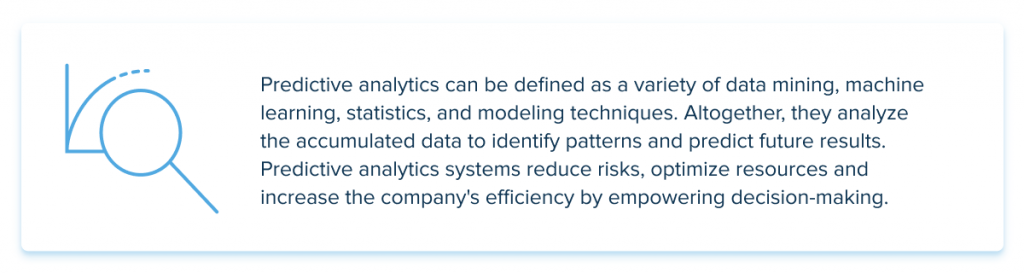 Predictive analytics can be defined as a variety of data mining, machine
learning, statistics, and modeling techniques. Altogether, they analyze
the accumulated data to identify patterns and predict future results.
Predictive analytics systems reduce risks, optimize resources and
increase the company's efficiency by empowering decision-making.